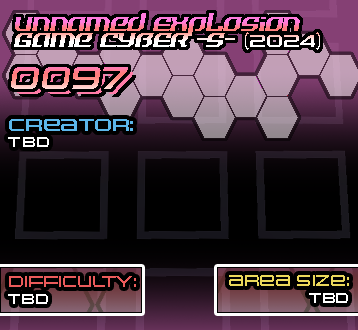 unnamed explosion
GAME CYBER -S- (2024)
0097
CREATOR:
TBD
DIFFICULTY:
TBD
AREA SIZE:
TBD